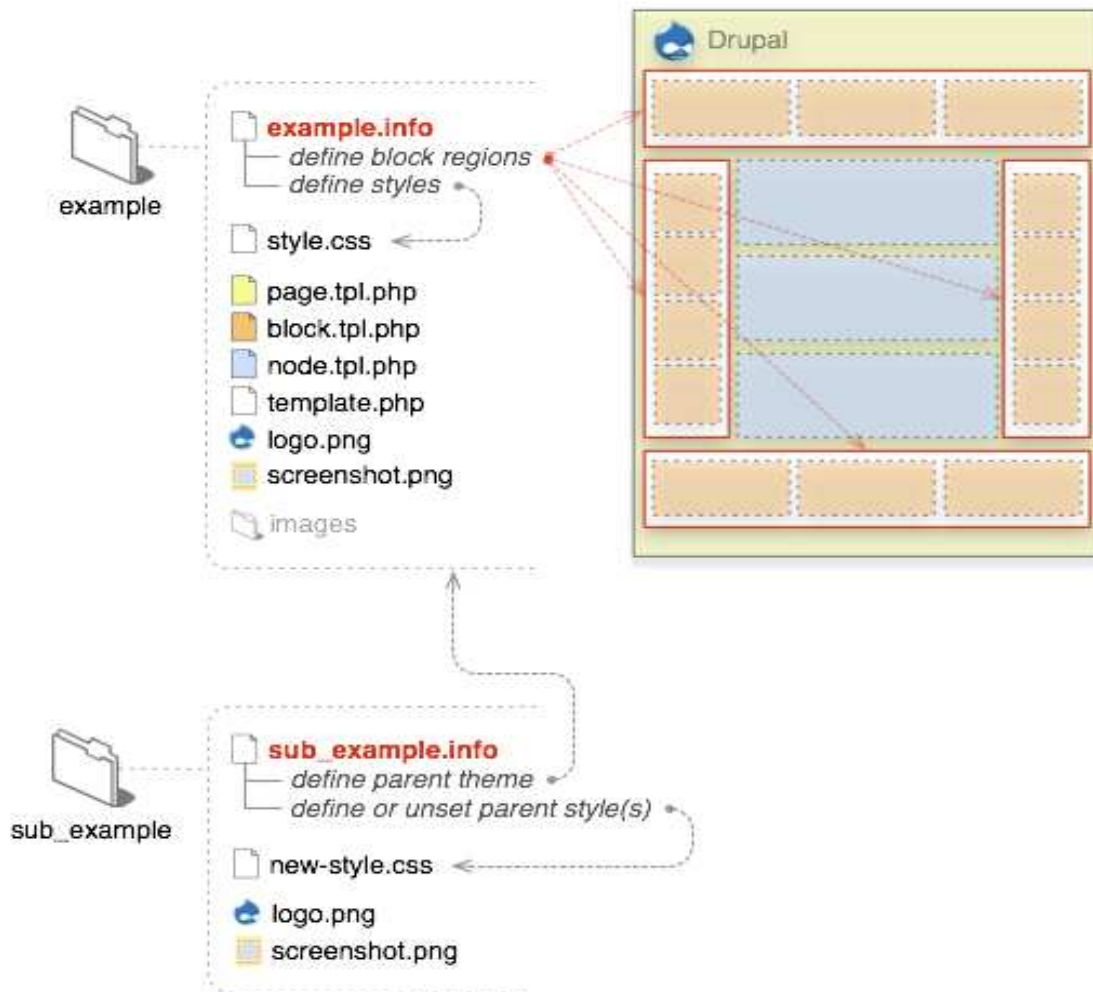 Drupal
example.info
define block regions
define styles
example
style.css
page.tpl.php
block.tpl.php
node.tpl.php
template.php
logo.png
screenshot.png
images
sub_example.info
define parent theme
define or unset parent style(s)
sub_example
new-style.css
logo.png
screenshot.png